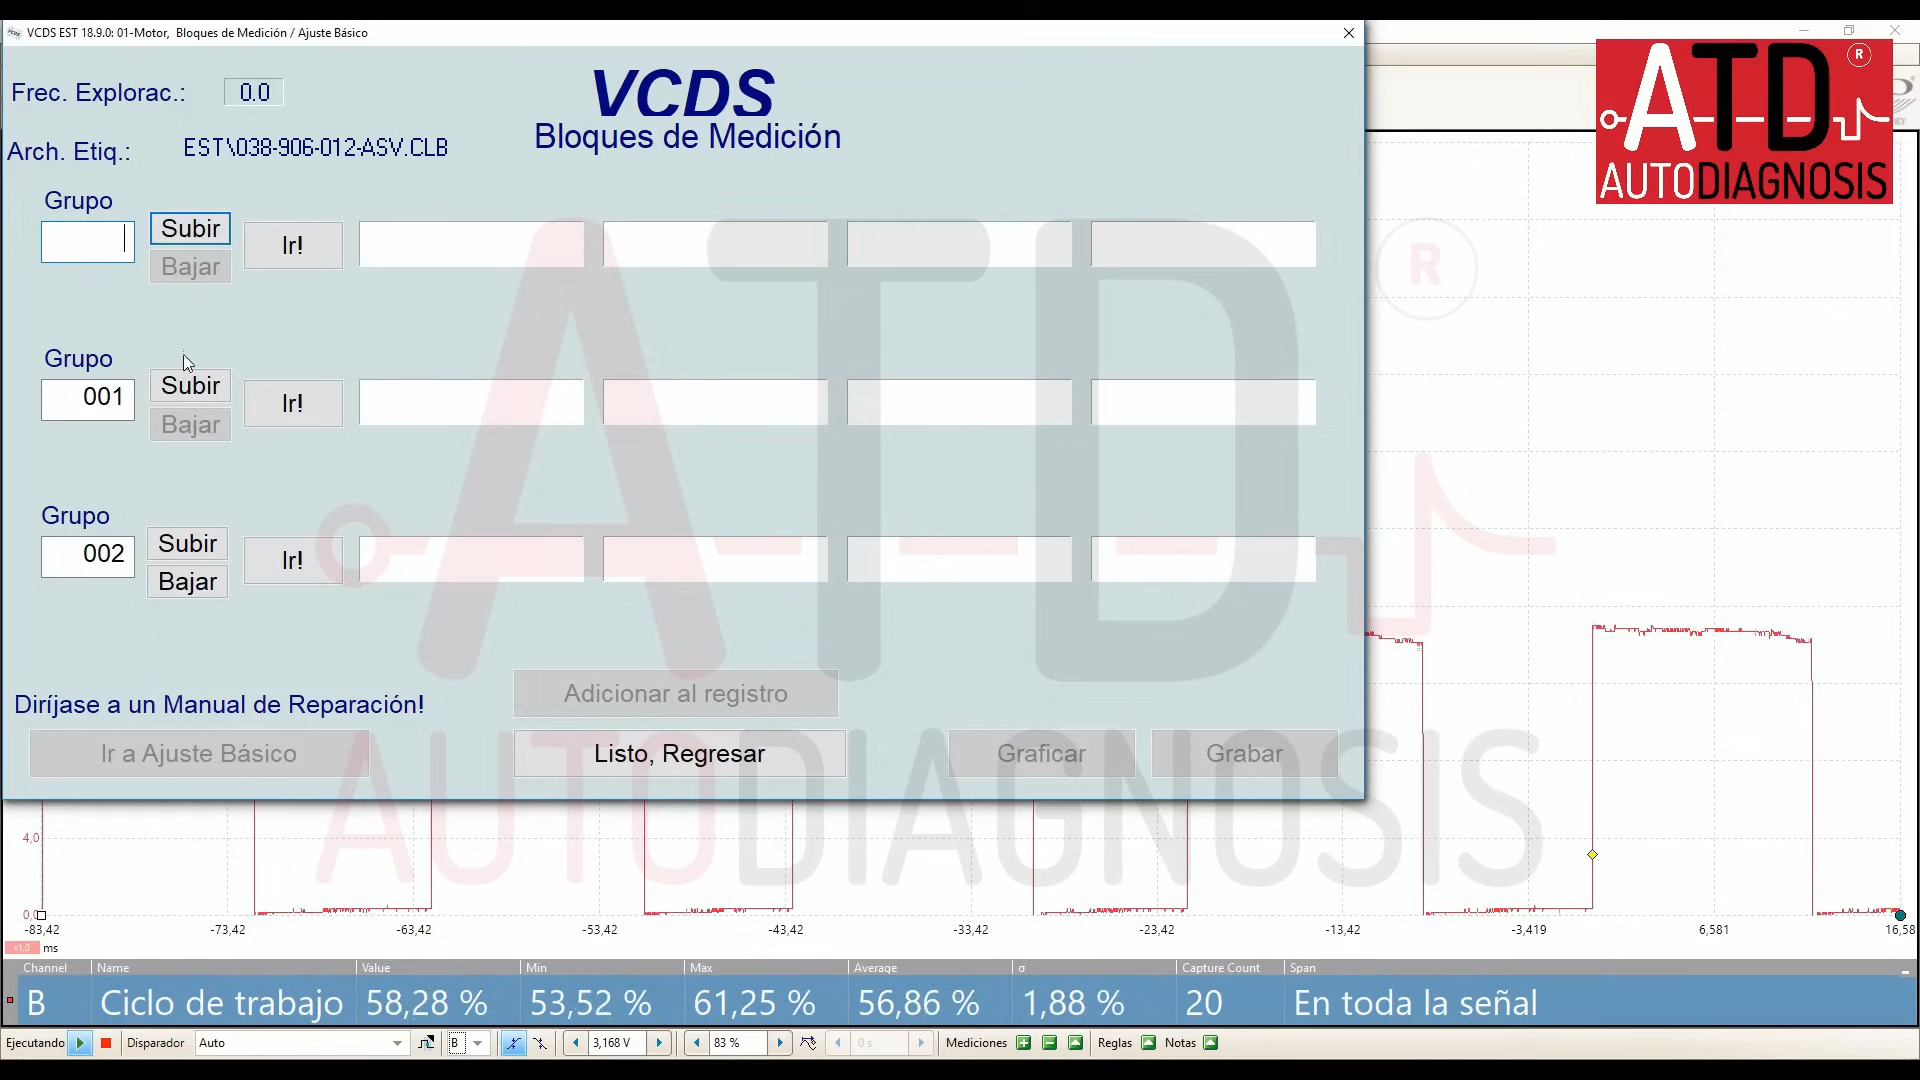 VCDS EST 18.9.0: 01-Motor,  Bloques de Medición / Ajuste Básico
Frec. Explorac.: 0.0
VCDS
Bloques de Medición
Arch. Etiq.: EST\038-906-012-ASV.CLB
ATD ®
AUTODIAGNOSIS
Grupo
Subir
Bajar
Ir!
Grupo
001
Subir
Bajar
Ir!
Grupo
002
Subir
Bajar
Ir!
ATD ®
AUTODIAGNOSIS
Adicionar al registro
Diríjase a un Manual de Reparación!
Ir a Ajuste Básico
Listo, Regresar
Graficar
Grabar
4,0
0,0
-83,42 -73,42 -63,42 -53,42 -43,42 -33,42 -23,42 -13,42 -3,419 6,581 16,58
x1,0 ms
Channel Name Value Min Max Average σ Capture Count Span
B Ciclo de trabajo 58,28 % 53,52 % 61,25 % 56,86 % 1,88 % 20 En toda la señal
Ejecutando Disparador Auto B 3,168 V 83 % 0 s Mediciones Reglas Notas